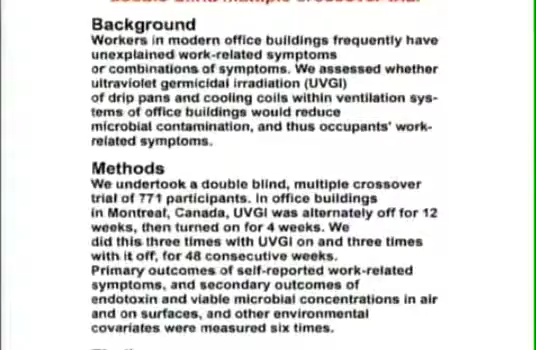 double blind multiple crossover trial
Background
Workers in modern office buildings frequently have
unexplained work-related symptoms
or combinations of symptoms. We assessed whether
ultraviolet germicidal irradiation (UVGI)
of drip pans and cooling coils within ventilation sys-
tems of office buildings would reduce
microbial contamination, and thus occupants' work-
related symptoms.
Methods
We undertook a double blind, multiple crossover
trial of 771 participants. In office buildings
in Montreal, Canada, UVGI was alternately off for 12
weeks, then turned on for 4 weeks. We
did this three times with UVGI on and three times
with it off, for 48 consecutive weeks.
Primary outcomes of self-reported work-related
symptoms, and secondary outcomes of
endotoxin and viable microbial concentrations in air
and on surfaces, and other environmental
covariates were measured six times.